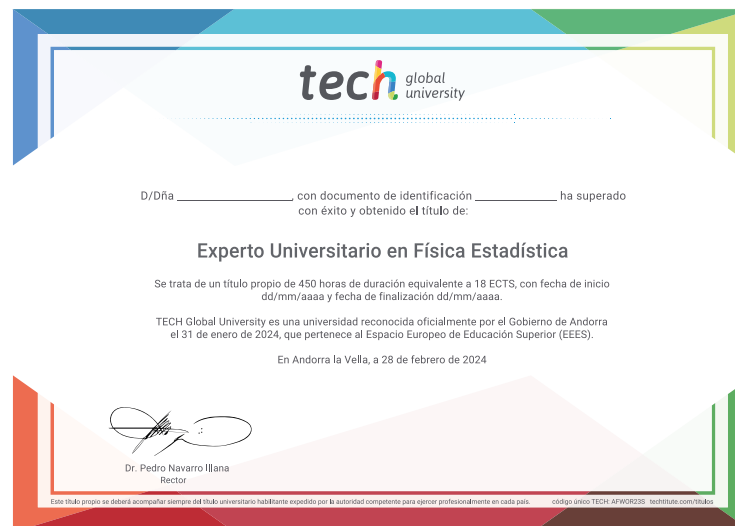 tech global university
D/Dña ____________________, con documento de identificación ______________ ha superado
con éxito y obtenido el título de:
Experto Universitario en Física Estadística
Se trata de un título propio de 450 horas de duración equivalente a 18 ECTS, con fecha de inicio
dd/mm/aaaa y fecha de finalización dd/mm/aaaa.
TECH Global University es una universidad reconocida oficialmente por el Gobierno de Andorra
el 31 de enero de 2024, que pertenece al Espacio Europeo de Educación Superior (EEES).
En Andorra la Vella, a 28 de febrero de 2024
Dr. Pedro Navarro Illana
Rector
Este título propio se deberá acompañar siempre del título universitario habilitante expedido por la autoridad competente para ejercer profesionalmente en cada país. código único TECH: AFWOR23S techtitute.com/titulos